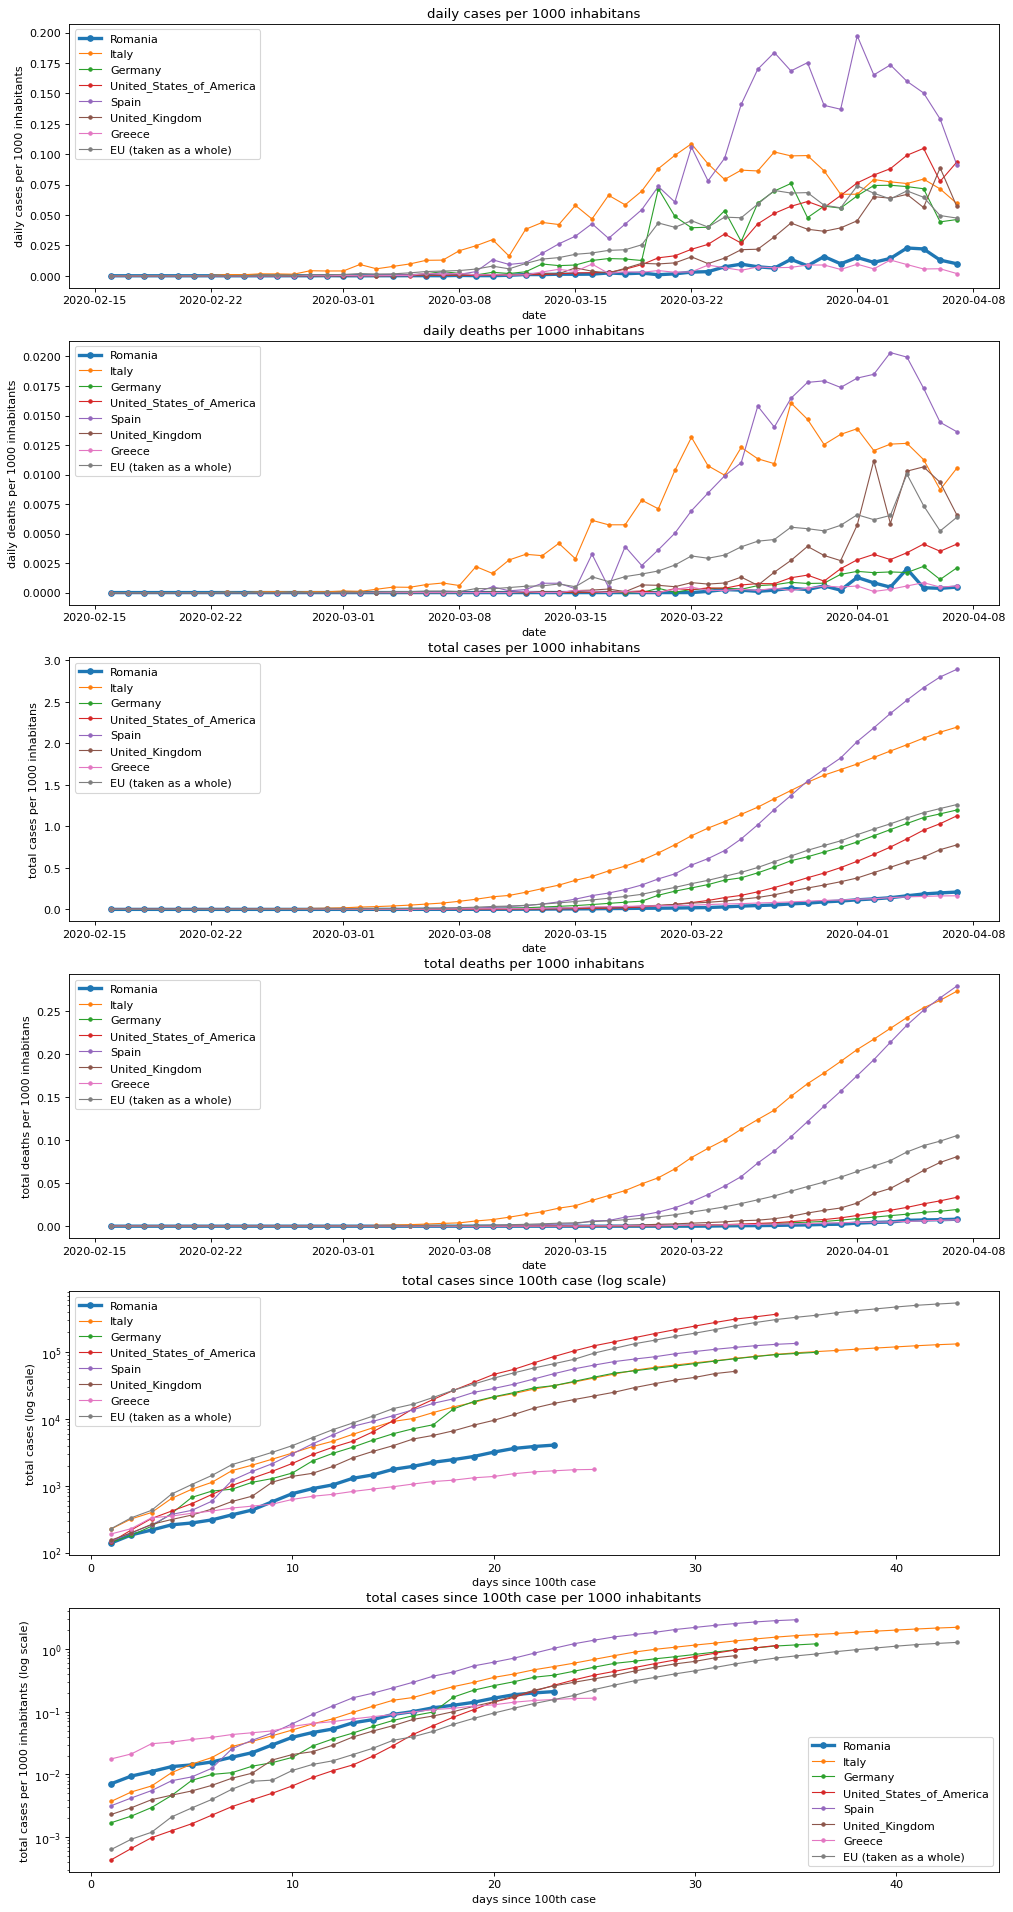 daily cases per 1000 inhabitans
daily cases per 1000 inhabitants
0.200
0.175
0.150
0.125
0.100
0.075
0.050
0.025
0.000
Romania
Italy
Germany
United_States_of_America
Spain
United_Kingdom
Greece
EU (taken as a whole)
2020-02-15 2020-02-22 2020-03-01 2020-03-08 2020-03-15 2020-03-22 2020-04-01 2020-04-08
date
daily deaths per 1000 inhabitans
daily deaths per 1000 inhabitants
0.0200
0.0175
0.0150
0.0125
0.0100
0.0075
0.0050
0.0025
0.0000
Romania
Italy
Germany
United_States_of_America
Spain
United_Kingdom
Greece
EU (taken as a whole)
2020-02-15 2020-02-22 2020-03-01 2020-03-08 2020-03-15 2020-03-22 2020-04-01 2020-04-08
date
total cases per 1000 inhabitans
total cases per 1000 inhabitans
3.0
2.5
2.0
1.5
1.0
0.5
0.0
Romania
Italy
Germany
United_States_of_America
Spain
United_Kingdom
Greece
EU (taken as a whole)
2020-02-15 2020-02-22 2020-03-01 2020-03-08 2020-03-15 2020-03-22 2020-04-01 2020-04-08
date
total deaths per 1000 inhabitans
total deaths per 1000 inhabitans
0.25
0.20
0.15
0.10
0.05
0.00
Romania
Italy
Germany
United_States_of_America
Spain
United_Kingdom
Greece
EU (taken as a whole)
2020-02-15 2020-02-22 2020-03-01 2020-03-08 2020-03-15 2020-03-22 2020-04-01 2020-04-08
date
total cases since 100th case (log scale)
total cases (log scale)
10⁵
10⁴
10³
10²
Romania
Italy
Germany
United_States_of_America
Spain
United_Kingdom
Greece
EU (taken as a whole)
0 10 20 30 40
days since 100th case
total cases since 100th case per 1000 inhabitants
total cases per 1000 inhabitants (log scale)
10⁰
10⁻¹
10⁻²
10⁻³
Romania
Italy
Germany
United_States_of_America
Spain
United_Kingdom
Greece
EU (taken as a whole)
0 10 20 30 40
days since 100th case